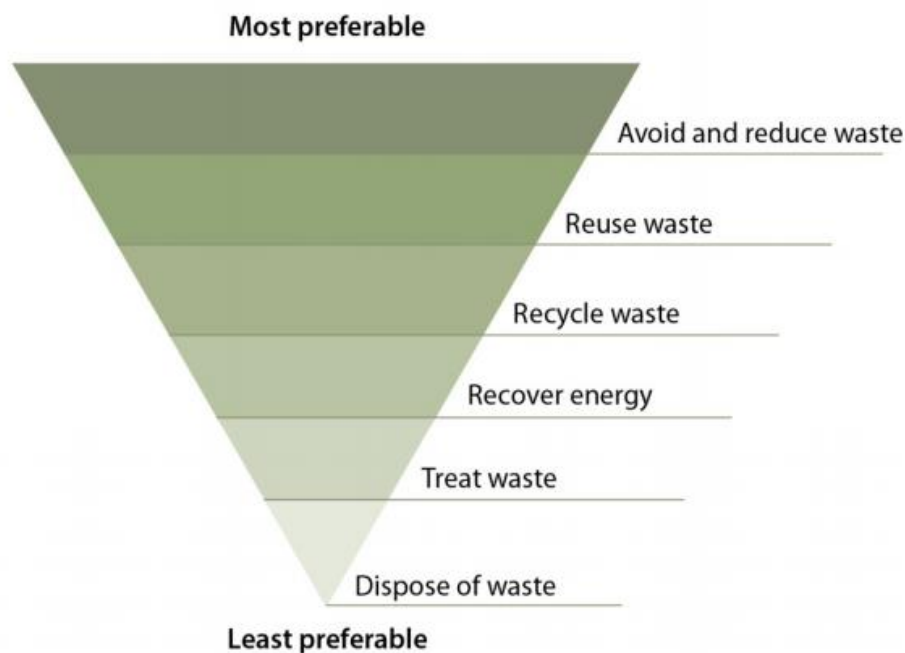 Most preferable
Avoid and reduce waste
Reuse waste
Recycle waste
Recover energy
Treat waste
Dispose of waste
Least preferable